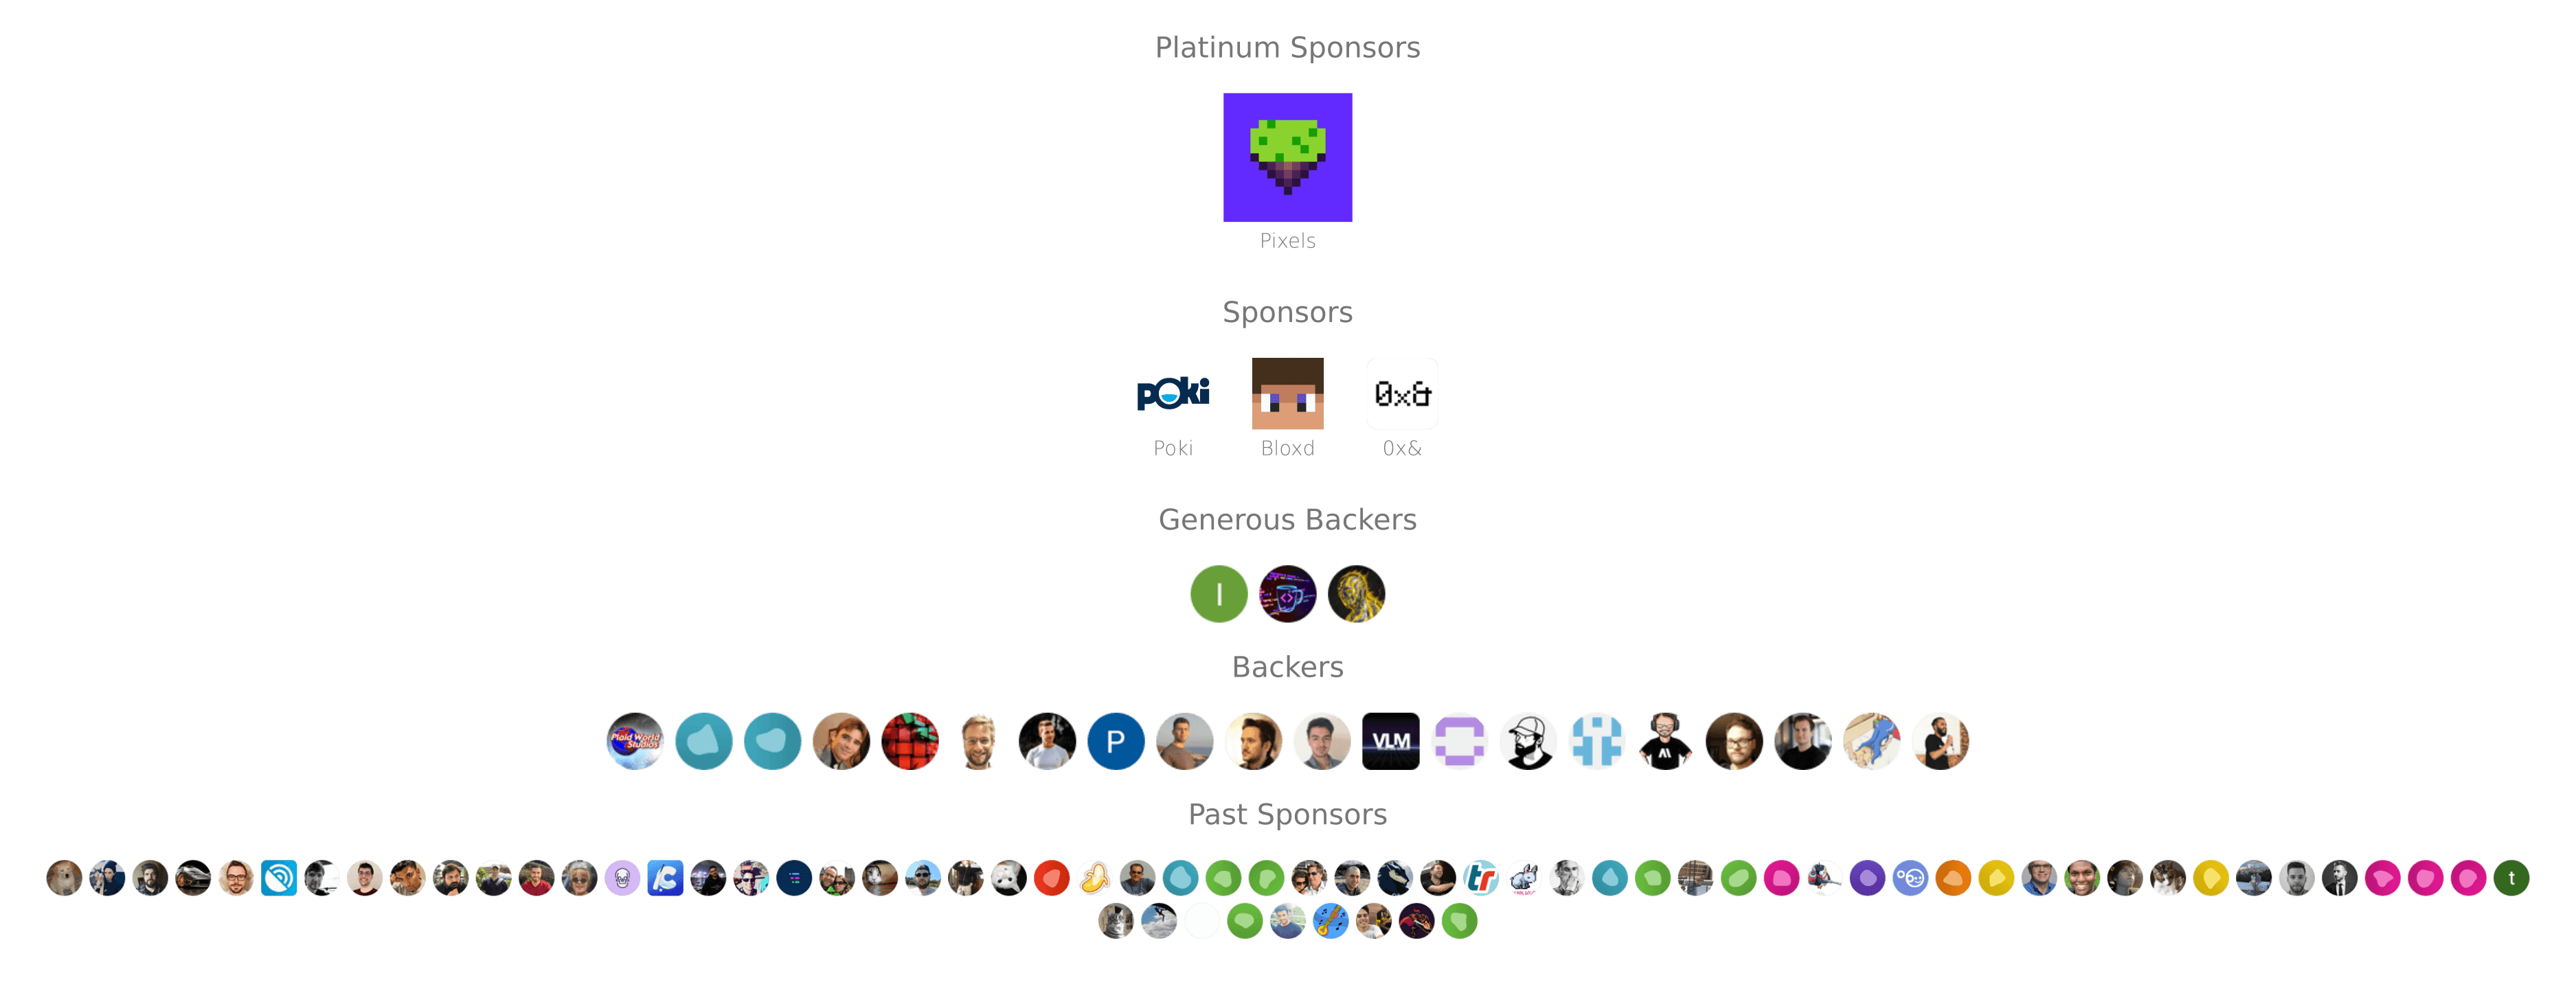 Platinum Sponsors
Pixels
Sponsors
poki
0x&
Poki
Bloxd
0x&
Generous Backers
I
Backers
Plaid World
Studios
P
VLM
Past Sponsors
tr
t